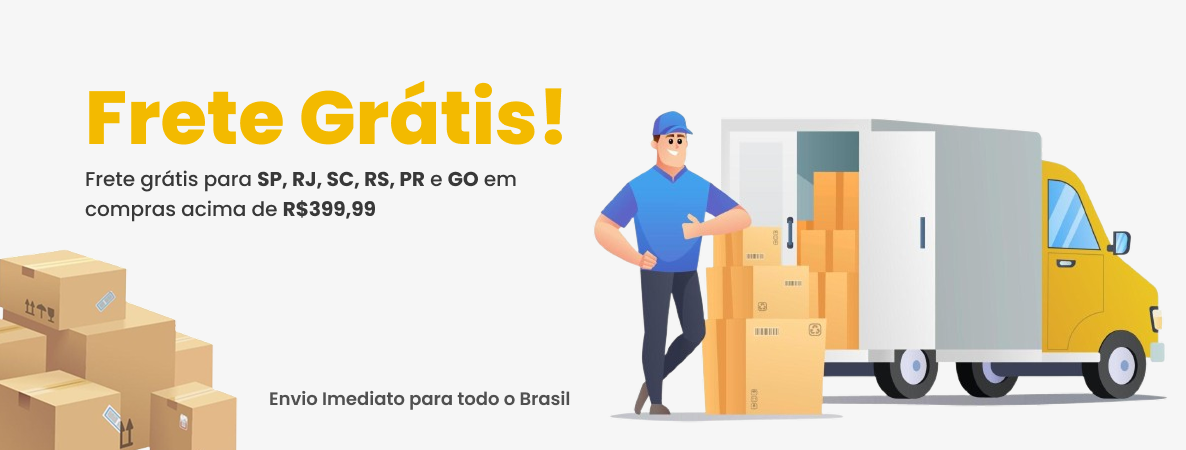 Frete Grátis!
Frete grátis para SP, RJ, SC, RS, PR e GO em
compras acima de R$399,99
Envio Imediato para todo o Brasil